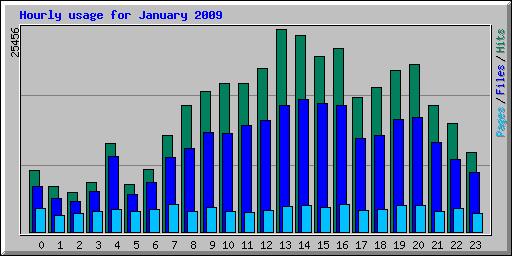 Hourly usage for January 2009
25456
Pages/Files/Hits
0 1 2 3 4 5 6 7 8 9 10 11 12 13 14 15 16 17 18 19 20 21 22 23